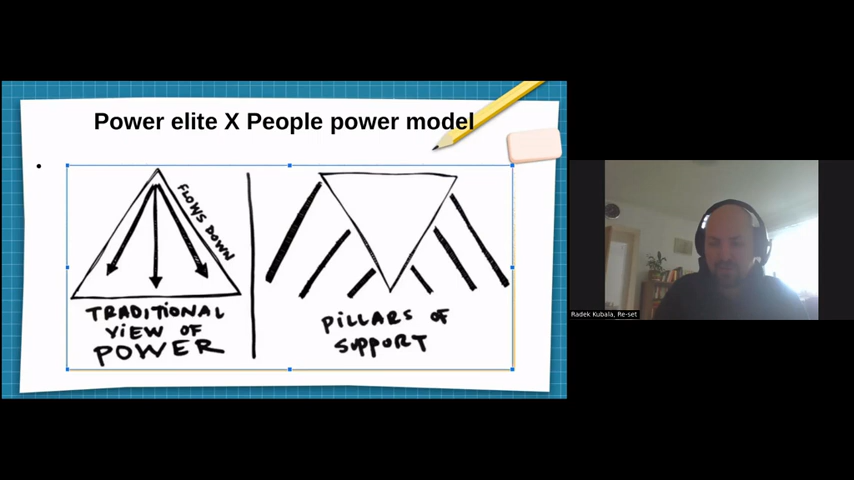 Power elite X People power model
FLOWS DOWN
TRADITIONAL
VIEW OF
POWER
PILLARS OF
SUPPORT
Radek Kubala, Re-set